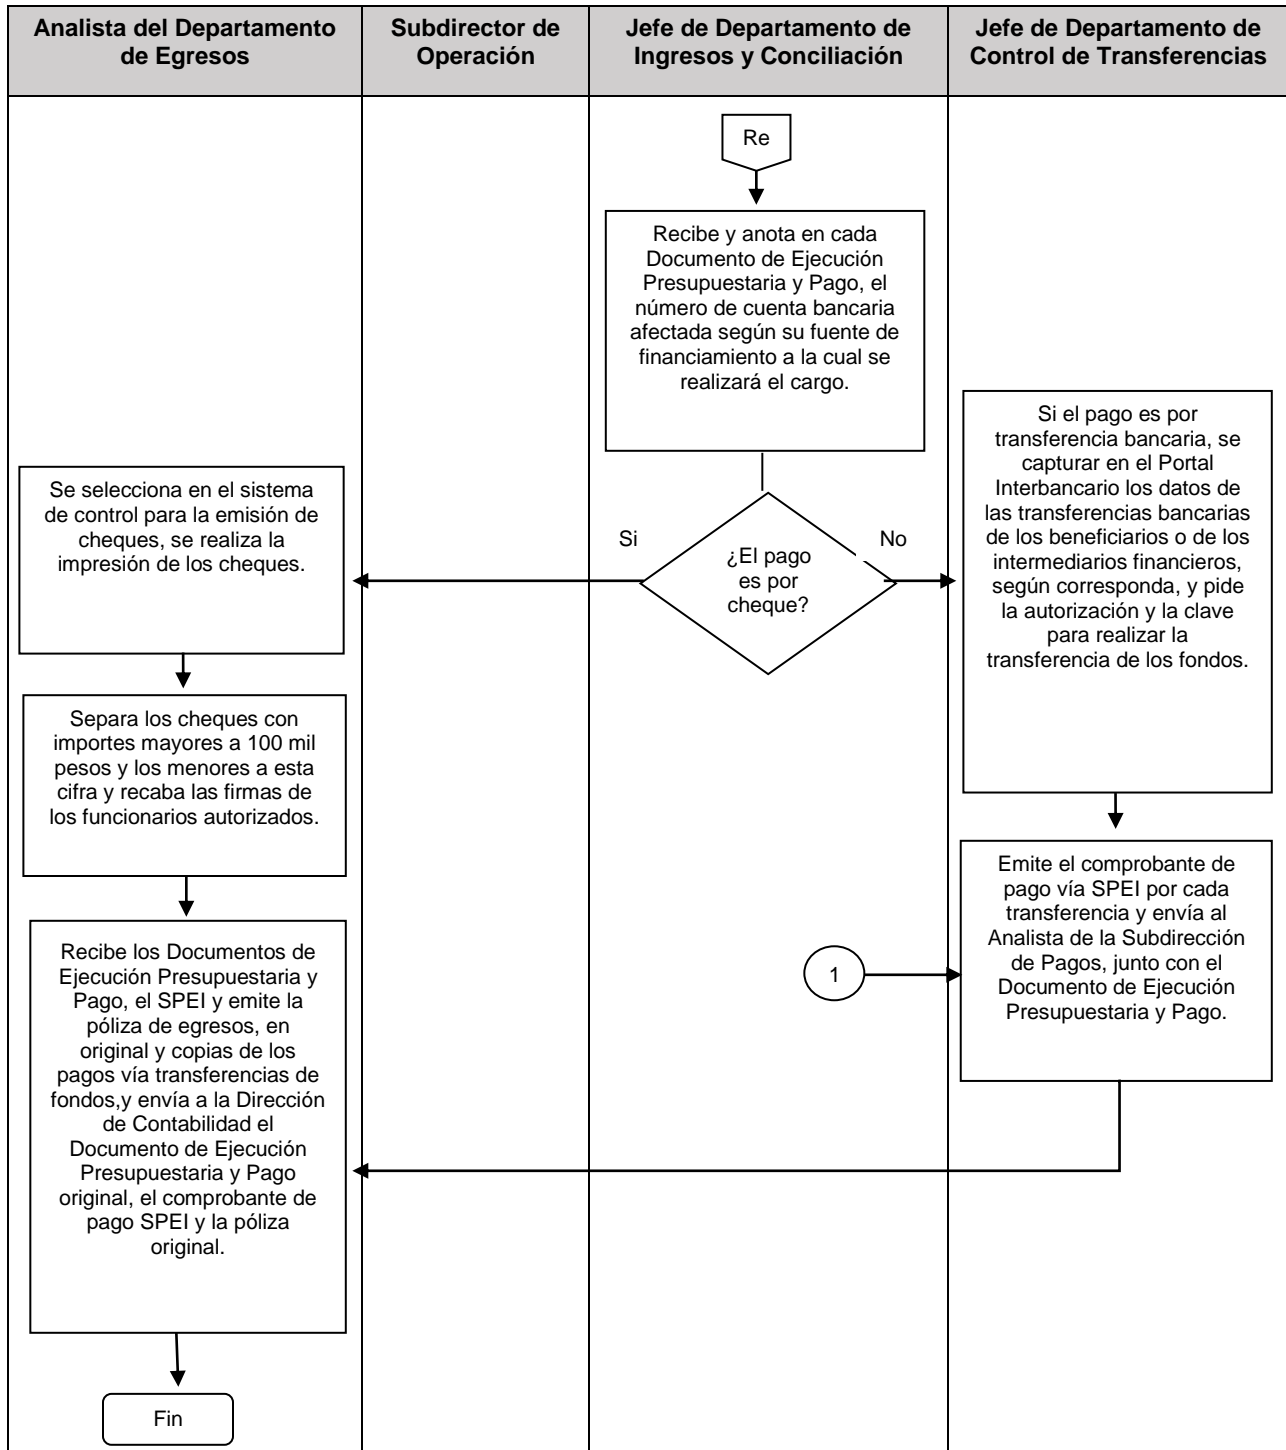 Analista del Departamento
de Egresos
Subdirector de
Operación
Jefe de Departamento de
Ingresos y Conciliación
Jefe de Departamento de
Control de Transferencias
Re
Recibe y anota en cada
Documento de Ejecución
Presupuestaria y Pago, el
número de cuenta bancaria
afectada según su fuente de
financiamiento a la cual se
realizará el cargo.
¿El pago
es por
cheque?
Si
No
Se selecciona en el sistema
de control para la emisión de
cheques, se realiza la
impresión de los cheques.
Separa los cheques con
importes mayores a 100 mil
pesos y los menores a esta
cifra y recaba las firmas de
los funcionarios autorizados.
Si el pago es por
transferencia bancaria, se
capturar en el Portal
Interbancario los datos de
las transferencias bancarias
de los beneficiarios o de los
intermediarios financieros,
según corresponda, y pide
la autorización y la clave
para realizar la
transferencia de los fondos.
1
Emite el comprobante de
pago vía SPEI por cada
transferencia y envía al
Analista de la Subdirección
de Pagos, junto con el
Documento de Ejecución
Presupuestaria y Pago.
Recibe los Documentos de
Ejecución Presupuestaria y
Pago, el SPEI y emite la
póliza de egresos, en
original y copias de los
pagos vía transferencias de
fondos,y envía a la Dirección
de Contabilidad el
Documento de Ejecución
Presupuestaria y Pago
original, el comprobante de
pago SPEI y la póliza
original.
Fin